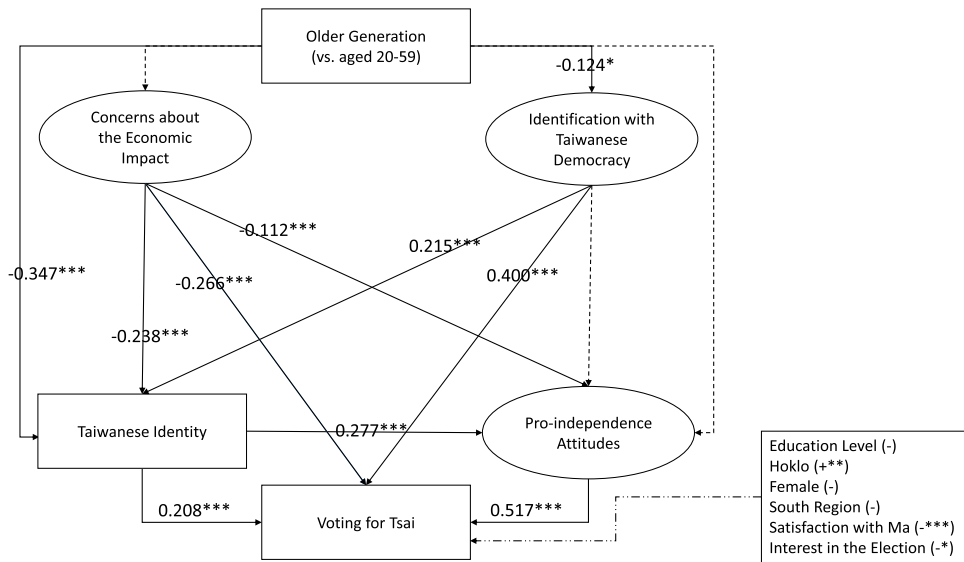 Older Generation
(vs. aged 20-59)
-0.124*
Concerns about
the Economic
Impact
Identification with
Taiwanese
Democracy
-0.112***
0.215***
-0.347***
-0.266***
0.400***
-0.238***
Taiwanese Identity
0.277***
Pro-independence
Attitudes
0.208***
Voting for Tsai
0.517***
Education Level (-)
Hoklo (+**)
Female (-)
South Region (-)
Satisfaction with Ma (-***)
Interest in the Election (-*)